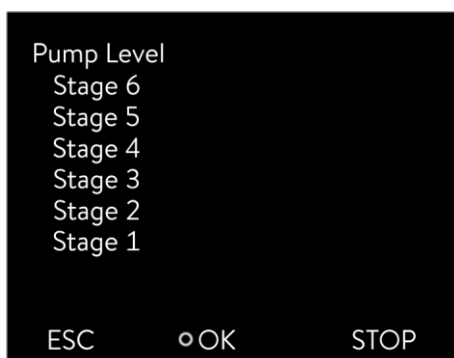 Pump Level
Stage 6
Stage 5
Stage 4
Stage 3
Stage 2
Stage 1
ESC OK STOP